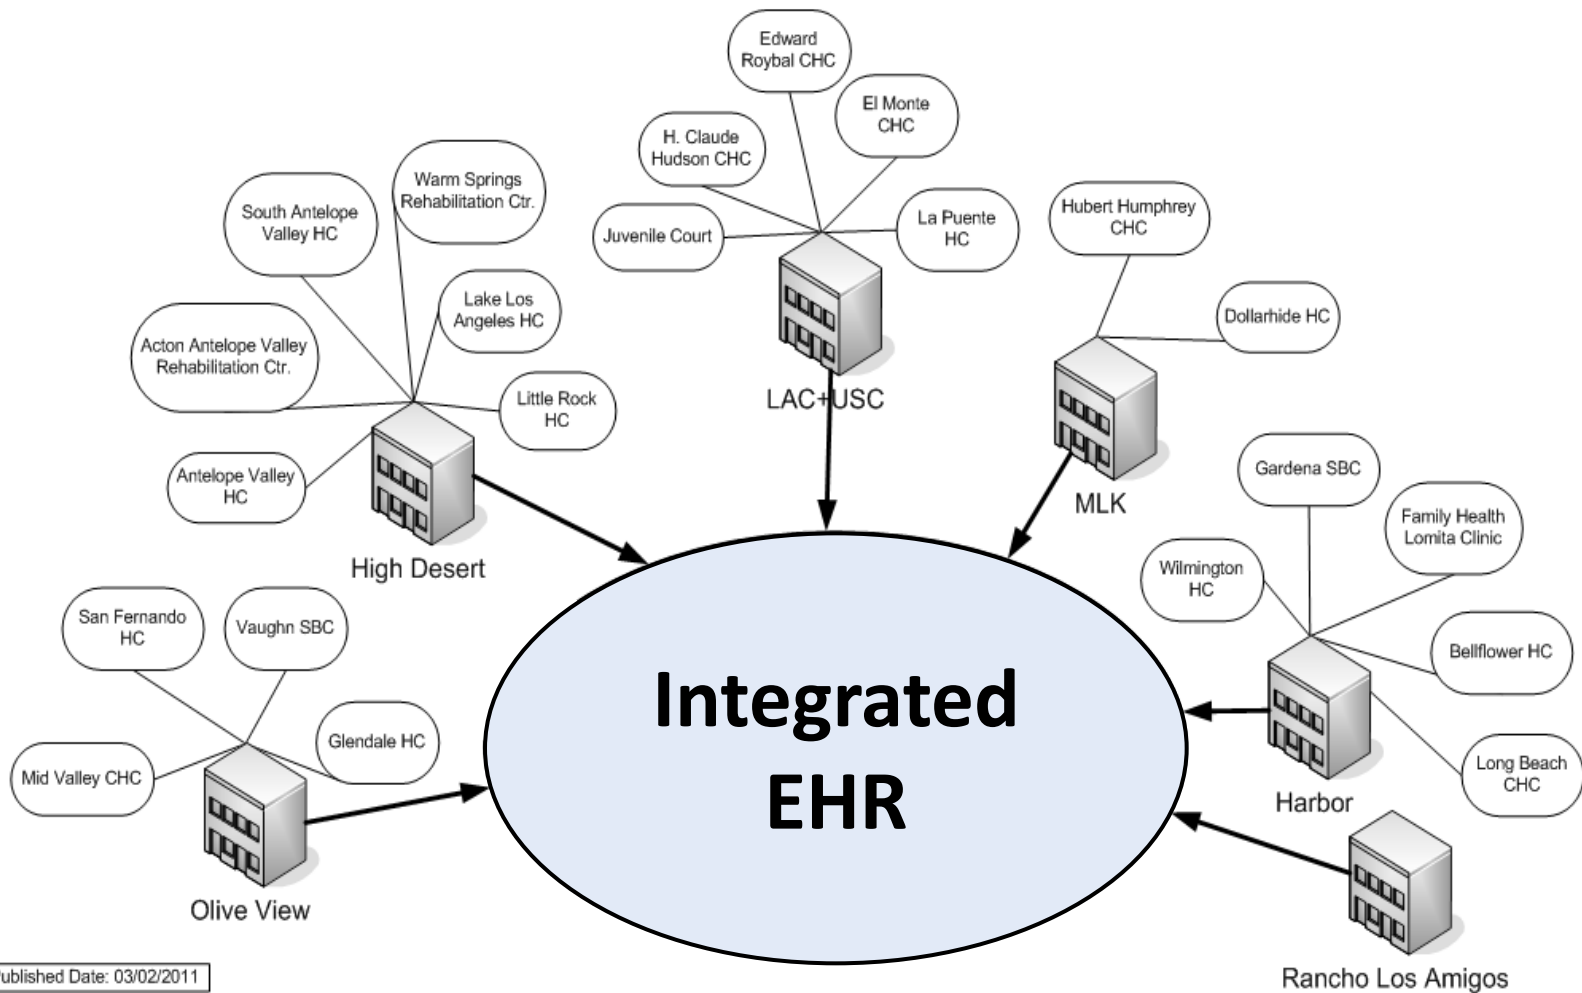 Edward
Roybal CHC
El Monte
CHC
H. Claude
Hudson CHC
La Puente
HC
Juvenile Court
LAC+USC
Warm Springs
Rehabilitation Ctr.
South Antelope
Valley HC
Lake Los
Angeles HC
Acton Antelope Valley
Rehabilitation Ctr.
Little Rock
HC
Antelope Valley
HC
High Desert
Hubert Humphrey
CHC
Dollarhide HC
MLK
Gardena SBC
Family Health
Lomita Clinic
Wilmington
HC
Bellflower HC
Long Beach
CHC
Harbor
San Fernando
HC
Vaughn SBC
Glendale HC
Mid Valley CHC
Olive View
Integrated
EHR
Rancho Los Amigos
ublished Date: 03/02/2011